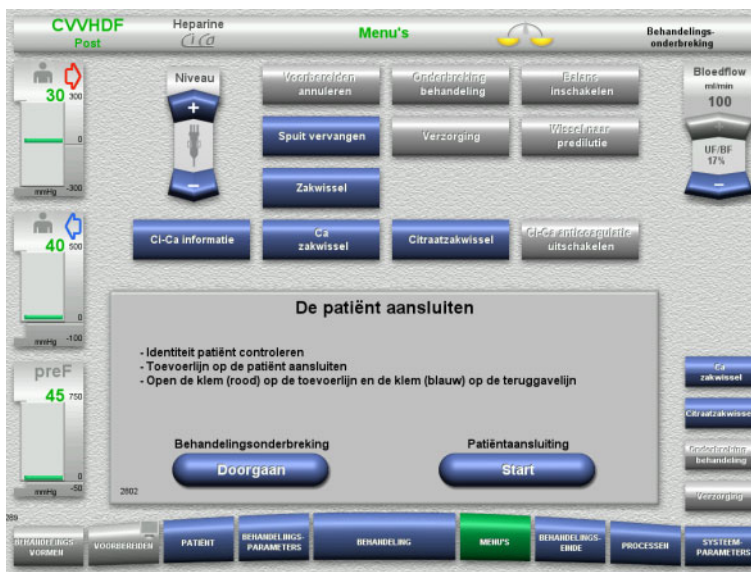 CVVHDF
Post
Heparine
Ci Ca
Menu's
Behandelings-
onderbreking
30
300
0
-300
mmHg
40
500
0
-100
mmHg
preF
45
750
0
-50
mmHg
Niveau
+
−
Voorbereiden
annuleren
Onderbreking
behandeling
Balans
inschakelen
Spuit vervangen
Verzorging
Wissel naar
predilutie
Zakwissel
Ci-Ca informatie
Ca
zakwissel
Citraatzakwissel
Ci-Ca anticoagulatie
uitschakelen
Bloedflow
ml/min
100
+
UF/BF
17%
−
De patiënt aansluiten
- Identiteit patiënt controleren
- Toevoerlijn op de patiënt aansluiten
- Open de klem (rood) op de toevoerlijn en de klem (blauw) op de teruggavelijn
Behandelingsonderbreking
Doorgaan
Patiëntaansluiting
Start
2602
Ca
zakwissel
Citraatzakwissel
Onderbreking
behandeling
Verzorging
BEHANDELINGS-
VORMEN
VOORBEREIDEN
PATIËNT
BEHANDELINGS-
PARAMETERS
BEHANDELING
MENU'S
BEHANDELINGS-
EINDE
PROCESSEN
SYSTEEM-
PARAMETERS